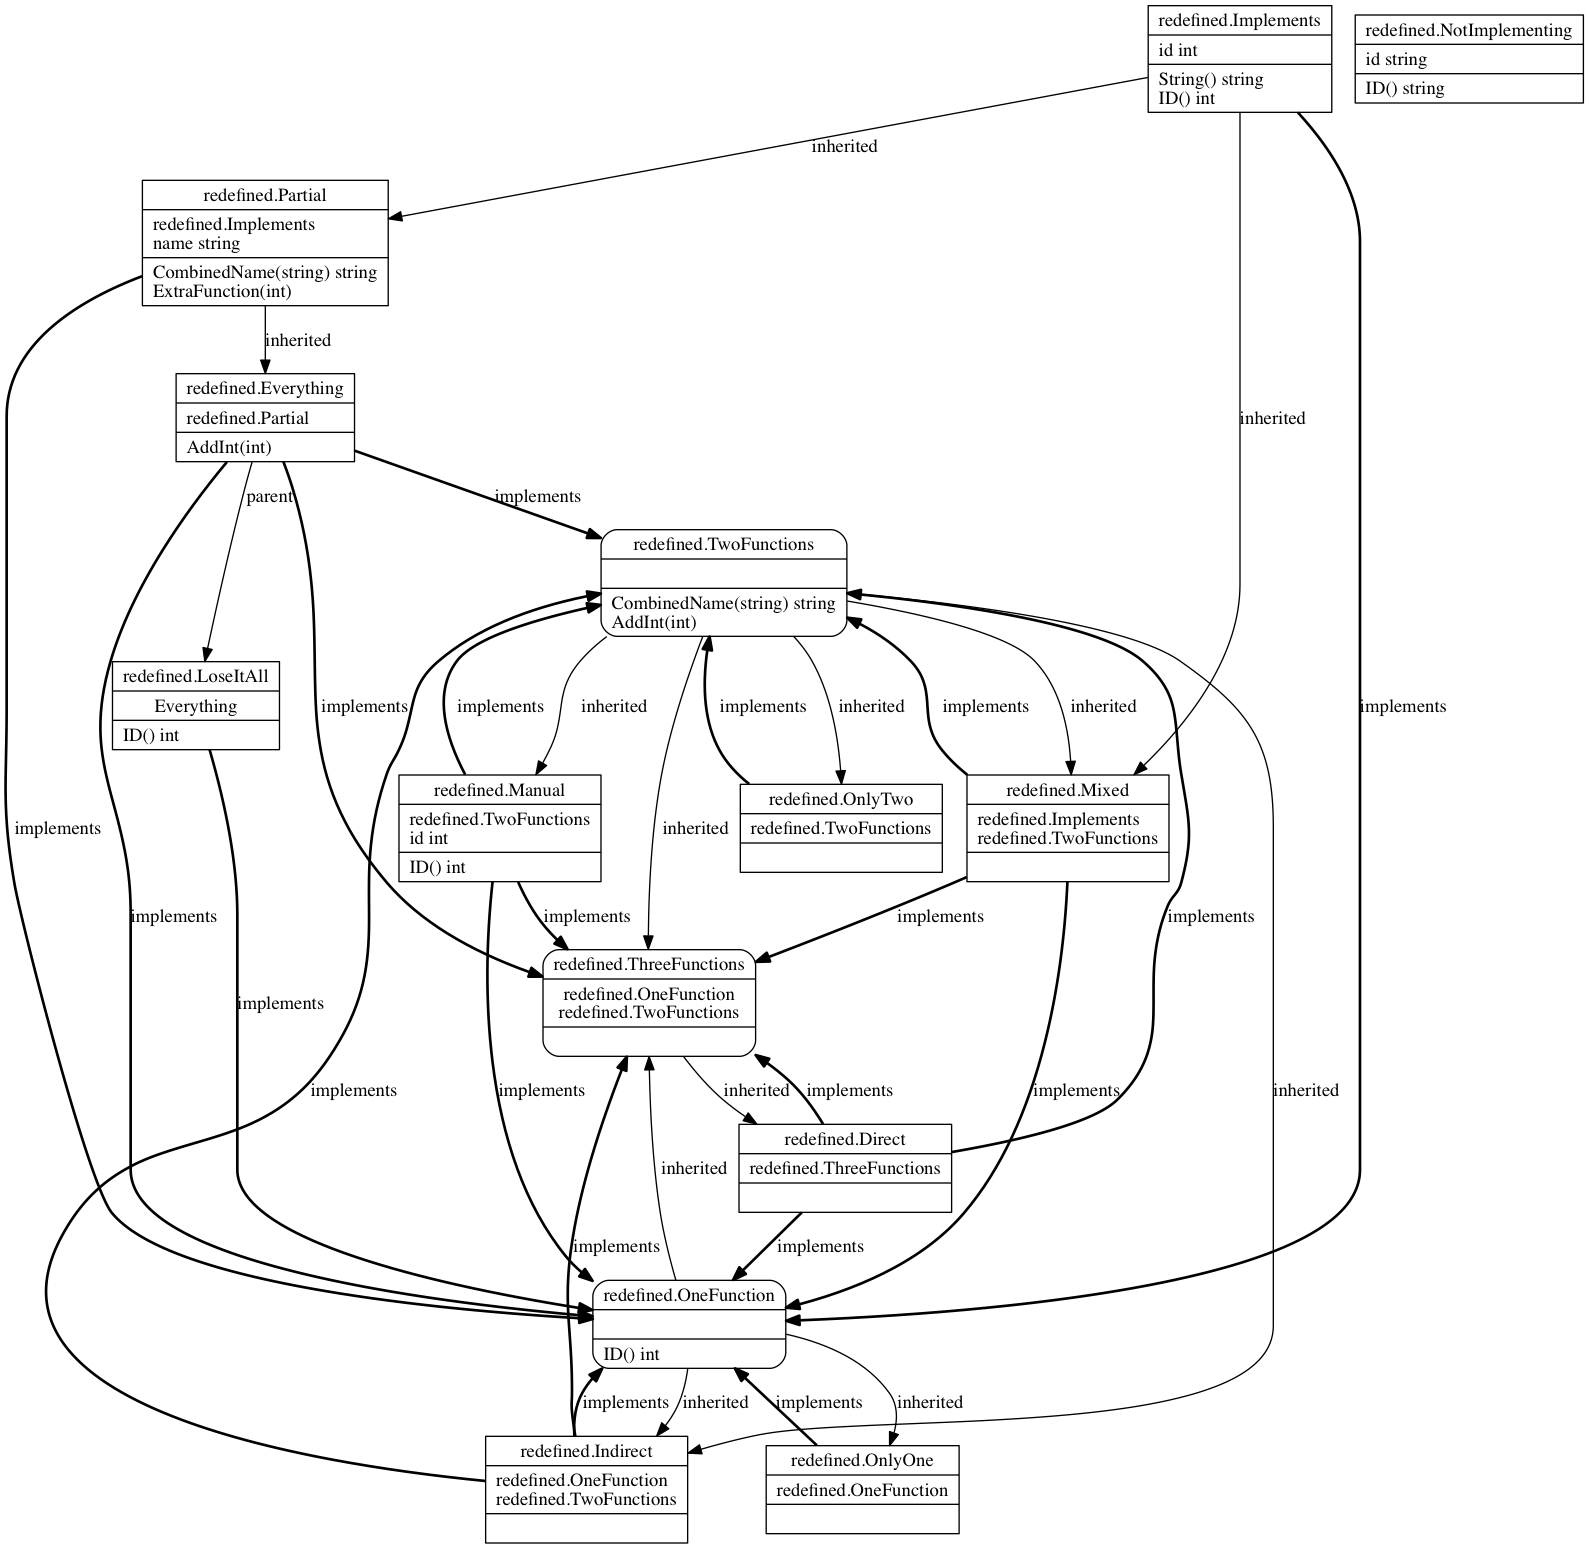 redefined.Implements
id int
String() string
ID() int
redefined.NotImplementing
id string
ID() string
inherited
redefined.Partial
redefined.Implements
name string
CombinedName(string) string
ExtraFunction(int)
inherited
redefined.Everything
redefined.Partial
AddInt(int)
inherited
parent
implements
redefined.TwoFunctions
CombinedName(string) string
AddInt(int)
redefined.LoseItAll
Everything
ID() int
implements
implements
inherited
implements
inherited
implements
inherited
implements
redefined.Manual
redefined.TwoFunctions
id int
ID() int
redefined.OnlyTwo
redefined.TwoFunctions
redefined.Mixed
redefined.Implements
redefined.TwoFunctions
implements
inherited
implements
implements
implements
implements
redefined.ThreeFunctions
redefined.OneFunction
redefined.TwoFunctions
implements
implements
implements
inherited
implements
implements
inherited
redefined.Direct
redefined.ThreeFunctions
inherited
implements
implements
redefined.OneFunction
ID() int
implements
inherited
implements
inherited
redefined.Indirect
redefined.OneFunction
redefined.TwoFunctions
redefined.OnlyOne
redefined.OneFunction